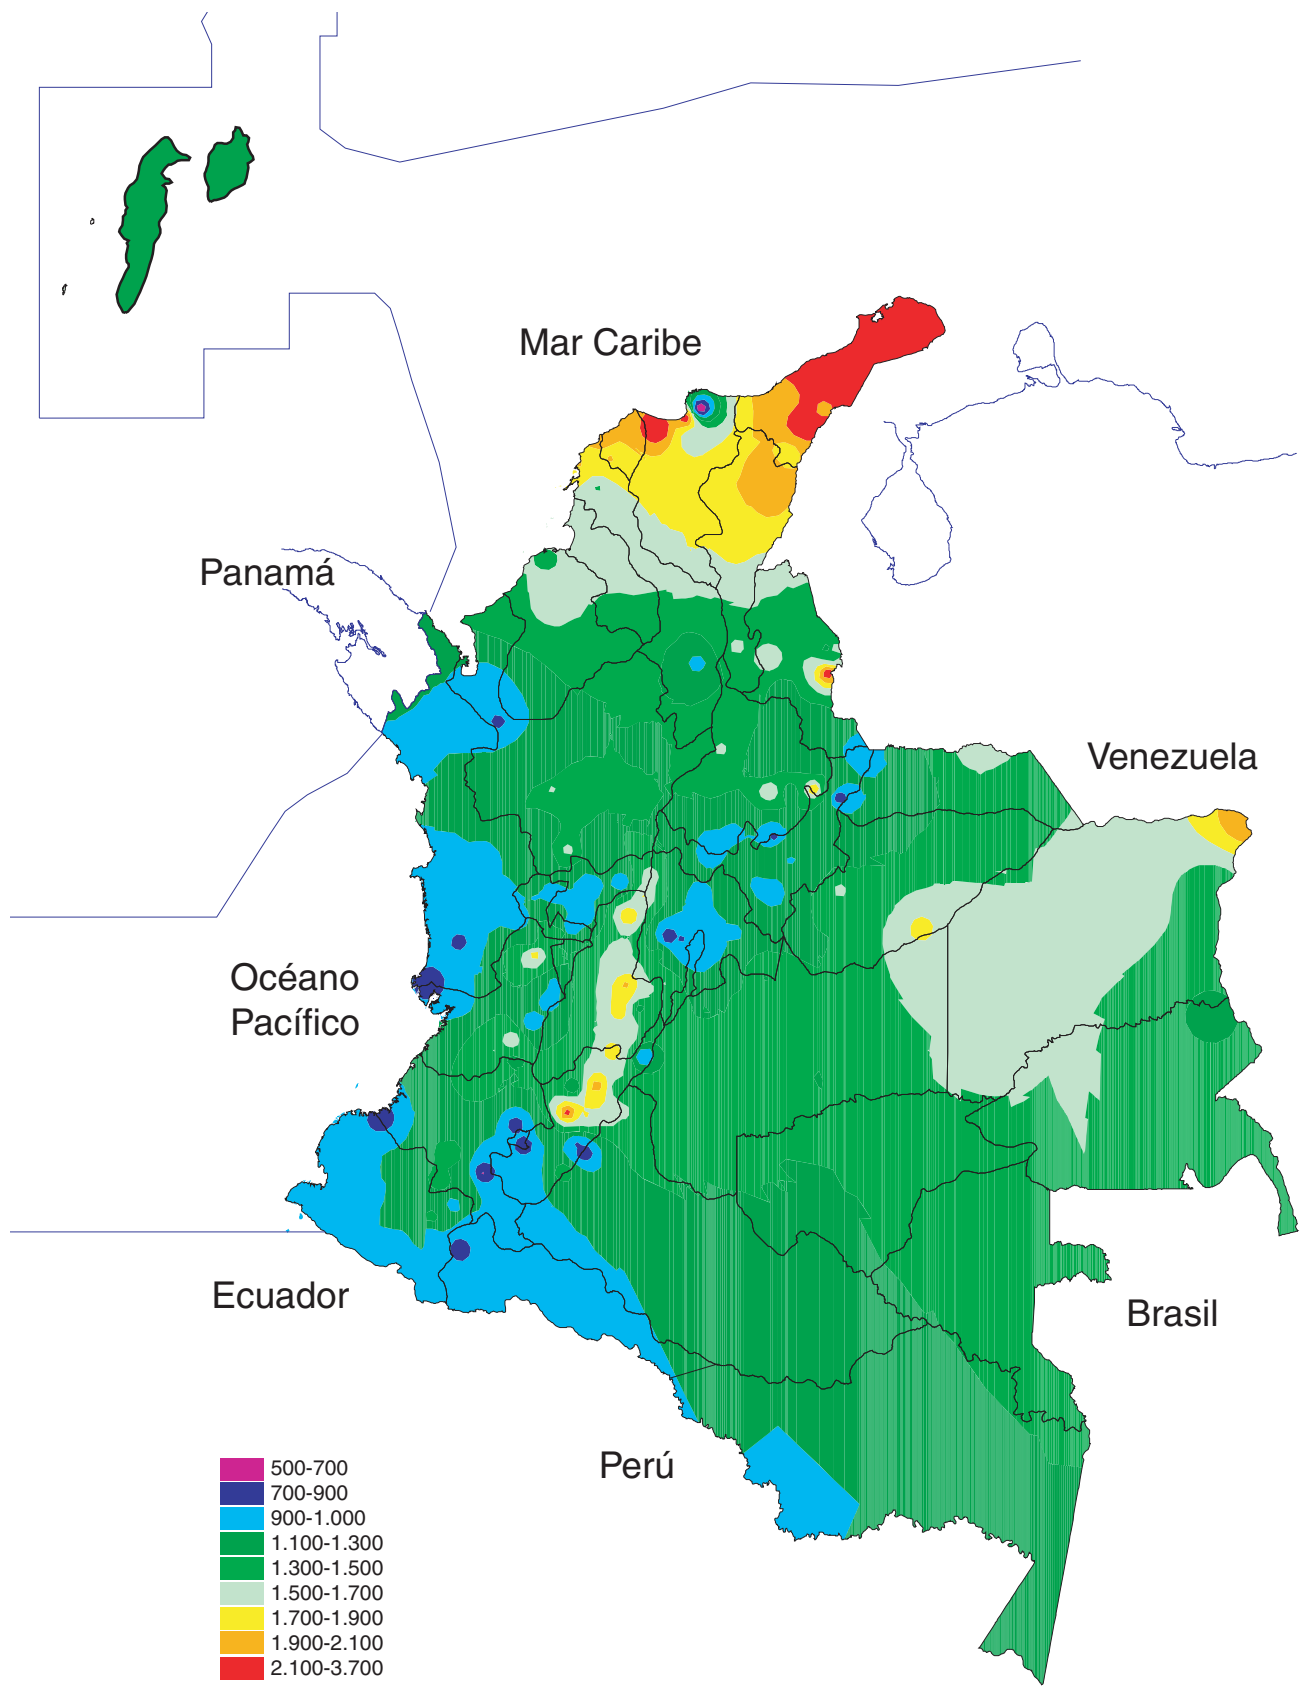 Mar Caribe
Panamá
Venezuela
Océano
Pacífico
Ecuador
Brasil
Perú
500-700
700-900
900-1.000
1.100-1.300
1.300-1.500
1.500-1.700
1.700-1.900
1.900-2.100
2.100-3.700